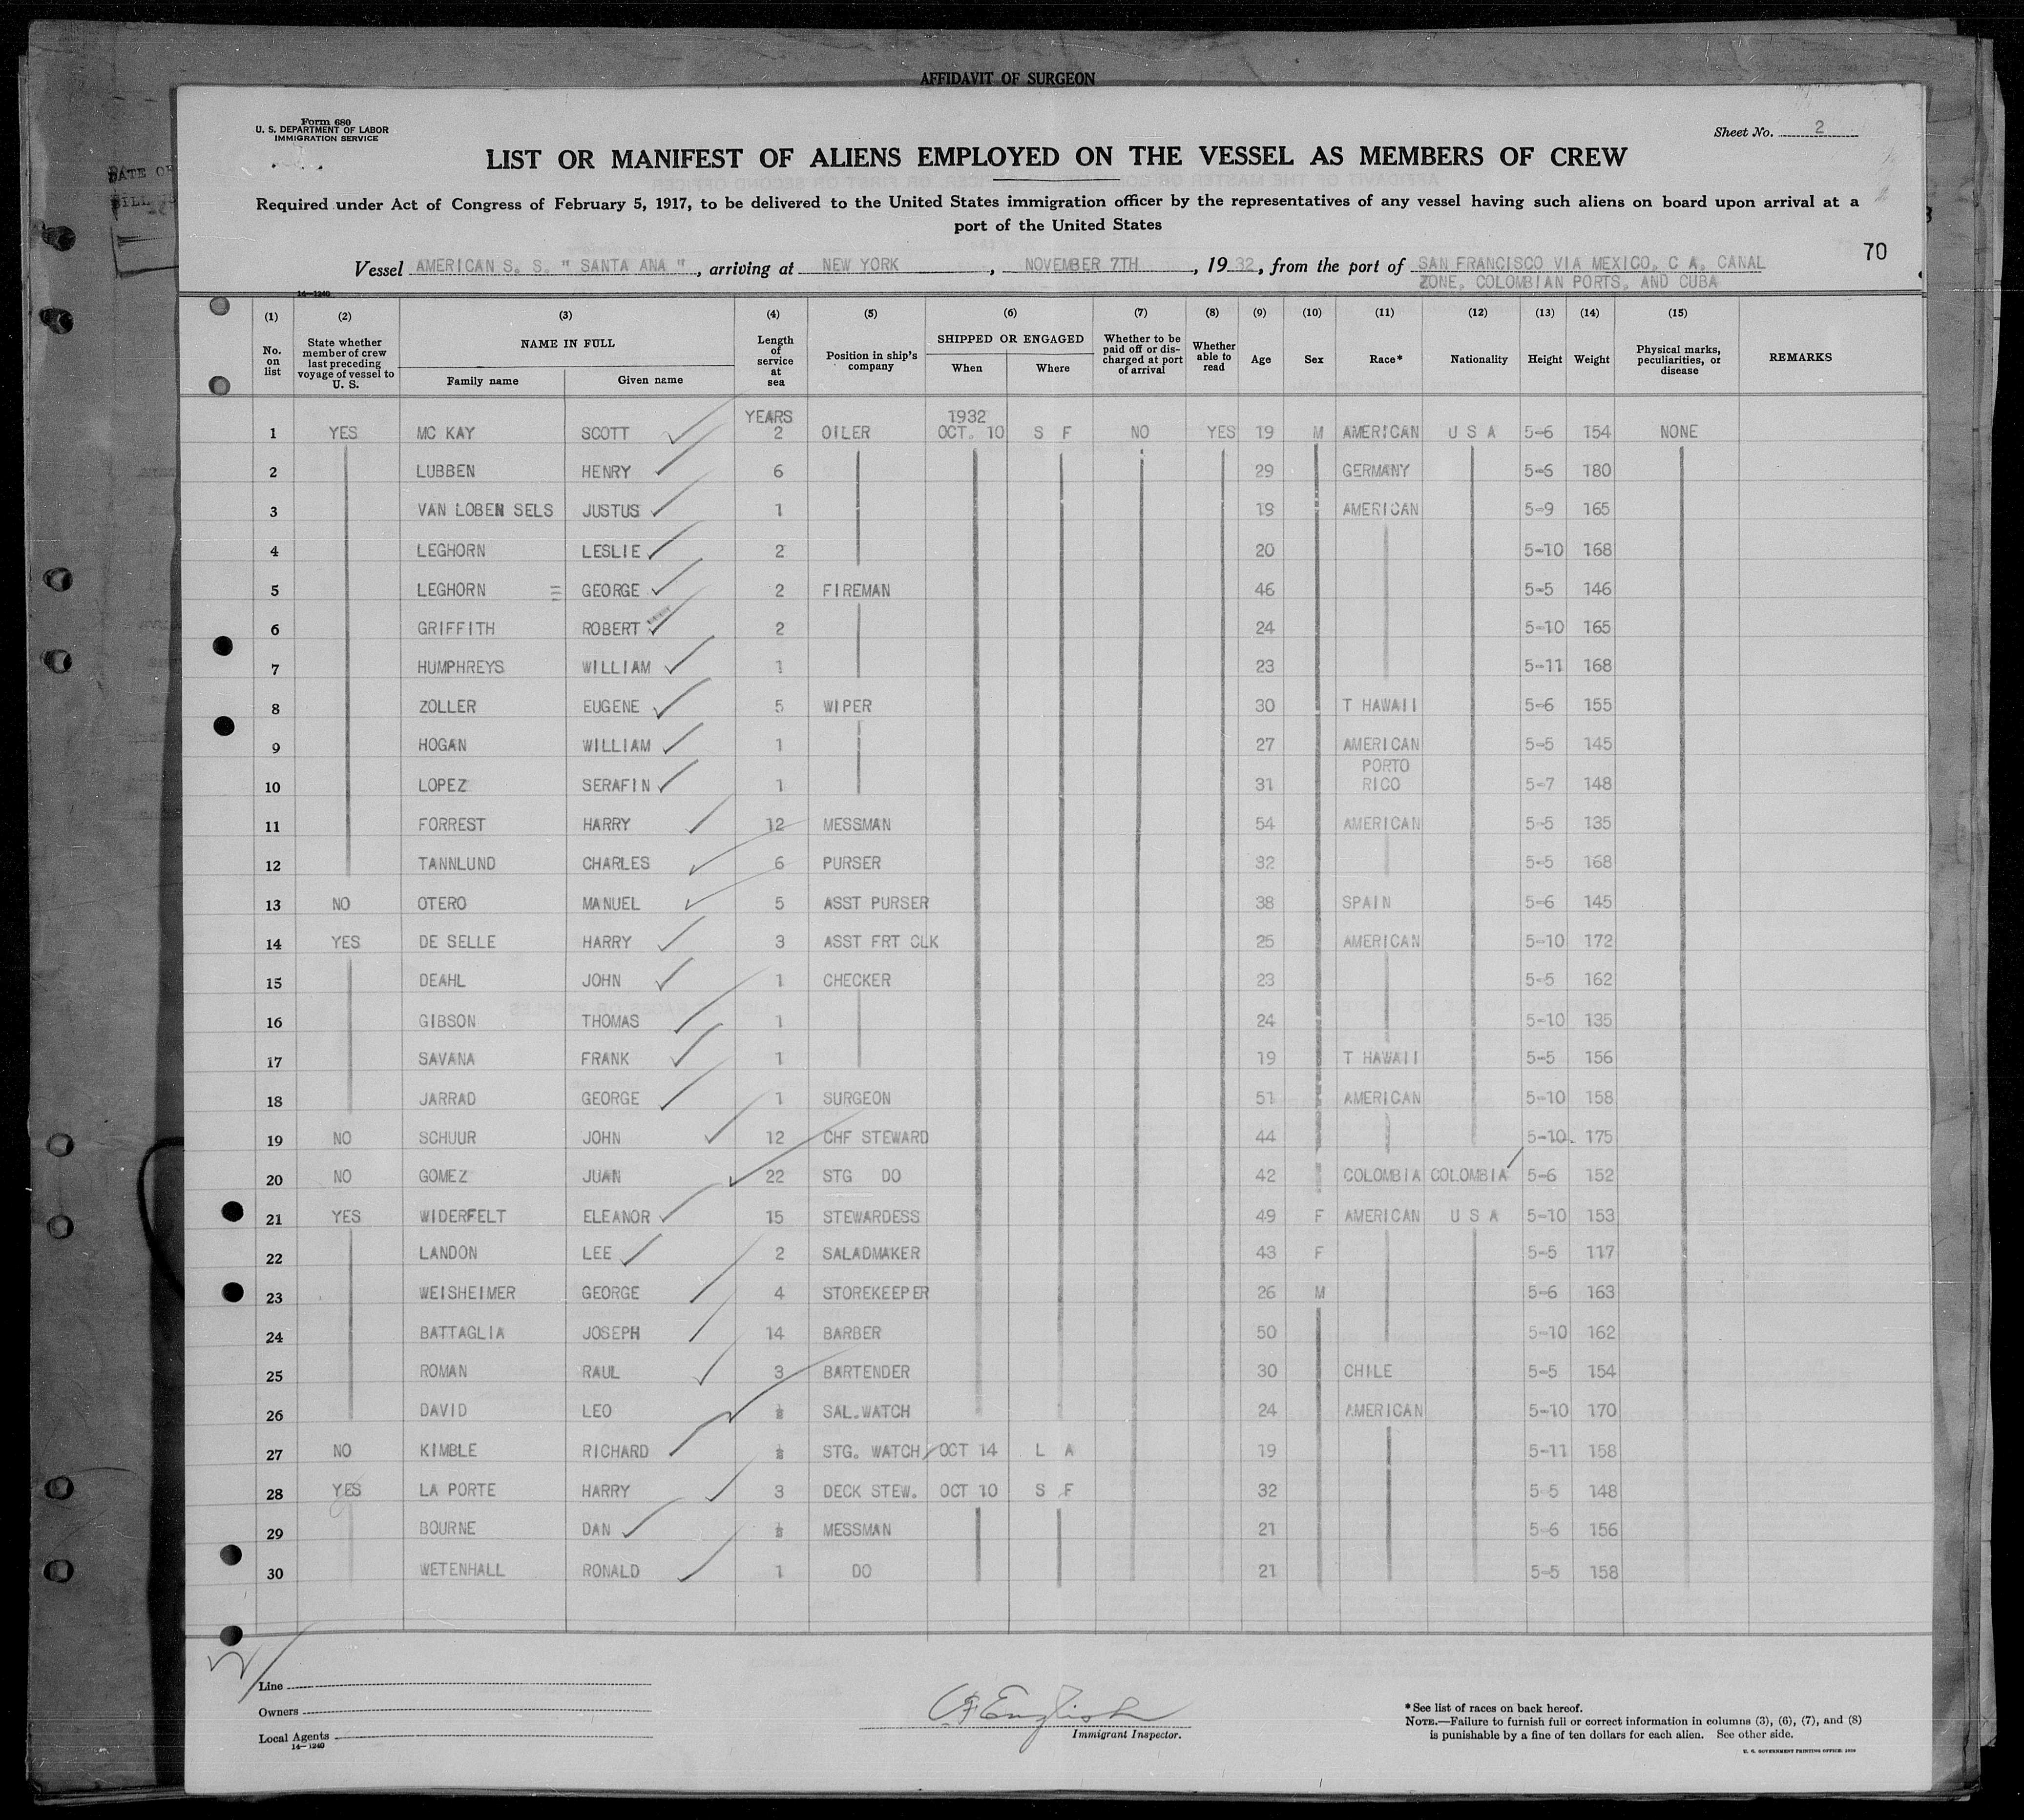 AFFIDAVIT OF SURGEON
Form 680
U. S. DEPARTMENT OF LABOR
IMMIGRATION SERVICE
Sheet No. 2
LIST OR MANIFEST OF ALIENS EMPLOYED ON THE VESSEL AS MEMBERS OF CREW
Required under Act of Congress of February 5, 1917, to be delivered to the United States immigration officer by the representatives of any vessel having such aliens on board upon arrival at a
port of the United States
70
Vessel AMERICAN S. S. " SANTA ANA ", arriving at NEW YORK, NOVEMBER 7TH, 1932, from the port of SAN FRANCISCO VIA MEXICO, C A, CANAL
ZONE, COLOMBIAN PORTS, AND CUBA
14—1240
(1) (2) (3) (4) (5) (6) (7) (8) (9) (10) (11) (12) (13) (14) (15)
No. on list State whether member of crew last preceding voyage of vessel to U. S. NAME IN FULL Family name Given name Length of service at sea Position in ship's company SHIPPED OR ENGAGED When Where Whether to be paid off or discharged at port of arrival Whether able to read Age Sex Race* Nationality Height Weight Physical marks, peculiarities, or disease REMARKS
YEARS 1932
1 YES MC KAY SCOTT 2 OILER OCT. 10 S F NO YES 19 M AMERICAN U S A 5-6 154 NONE
2 LUBBEN HENRY 6 29 GERMANY 5-6 180
3 VAN LOBEN SELS JUSTUS 1 19 AMERICAN 5-9 165
4 LEGHORN LESLIE 2 20 5-10 168
5 LEGHORN = GEORGE 2 FIREMAN 46 5-5 146
6 GRIFFITH ROBERT 2 24 5-10 165
7 HUMPHREYS WILLIAM 1 23 5-11 168
8 ZOLLER EUGENE 5 WIPER 30 T HAWAII 5-6 155
9 HOGAN WILLIAM 1 27 AMERICAN 5-5 145
10 LOPEZ SERAFIN 1 31 PORTO RICO 5-7 148
11 FORREST HARRY 12 MESSMAN 54 AMERICAN 5-5 135
12 TANNLUND CHARLES 6 PURSER 32 5-5 168
13 NO OTERO MANUEL 5 ASST PURSER 38 SPAIN 5-6 145
14 YES DE SELLE HARRY 3 ASST FRT CLK 25 AMERICAN 5-10 172
15 DEAHL JOHN 1 CHECKER 23 5-5 162
16 GIBSON THOMAS 1 24 5-10 135
17 SAVANA FRANK 1 19 T HAWAII 5-5 156
18 JARRAD GEORGE 1 SURGEON 51 AMERICAN 5-10 158
19 NO SCHUUR JOHN 12 CHF STEWARD 44 5-10 175
20 NO GOMEZ JUAN 22 STG DO 42 COLOMBIA COLOMBIA 5-6 152
21 YES WIDERFELT ELEANOR 15 STEWARDESS 49 F AMERICAN U S A 5-10 153
22 LANDON LEE 2 SALADMAKER 43 F 5-5 117
23 WEISHEIMER GEORGE 4 STOREKEEPER 26 M 5-6 163
24 BATTAGLIA JOSEPH 14 BARBER 50 5-10 162
25 ROMAN RAUL 3 BARTENDER 30 CHILE 5-5 154
26 DAVID LEO ½ SAL.WATCH 24 AMERICAN 5-10 170
27 NO KIMBLE RICHARD ½ STG. WATCH OCT 14 L A 19 5-11 158
28 YES LA PORTE HARRY 3 DECK STEW. OCT 10 S F 32 5-5 148
29 BOURNE DAN ½ MESSMAN 21 5-6 156
30 WETENHALL RONALD 1 DO 21 5-5 158
Line
Owners
Local Agents
14—1240
English
Immigrant Inspector.
*See list of races on back hereof.
NOTE.—Failure to furnish full or correct information in columns (3), (6), (7), and (8)
is punishable by a fine of ten dollars for each alien. See other side.
U. S. GOVERNMENT PRINTING OFFICE: 1929